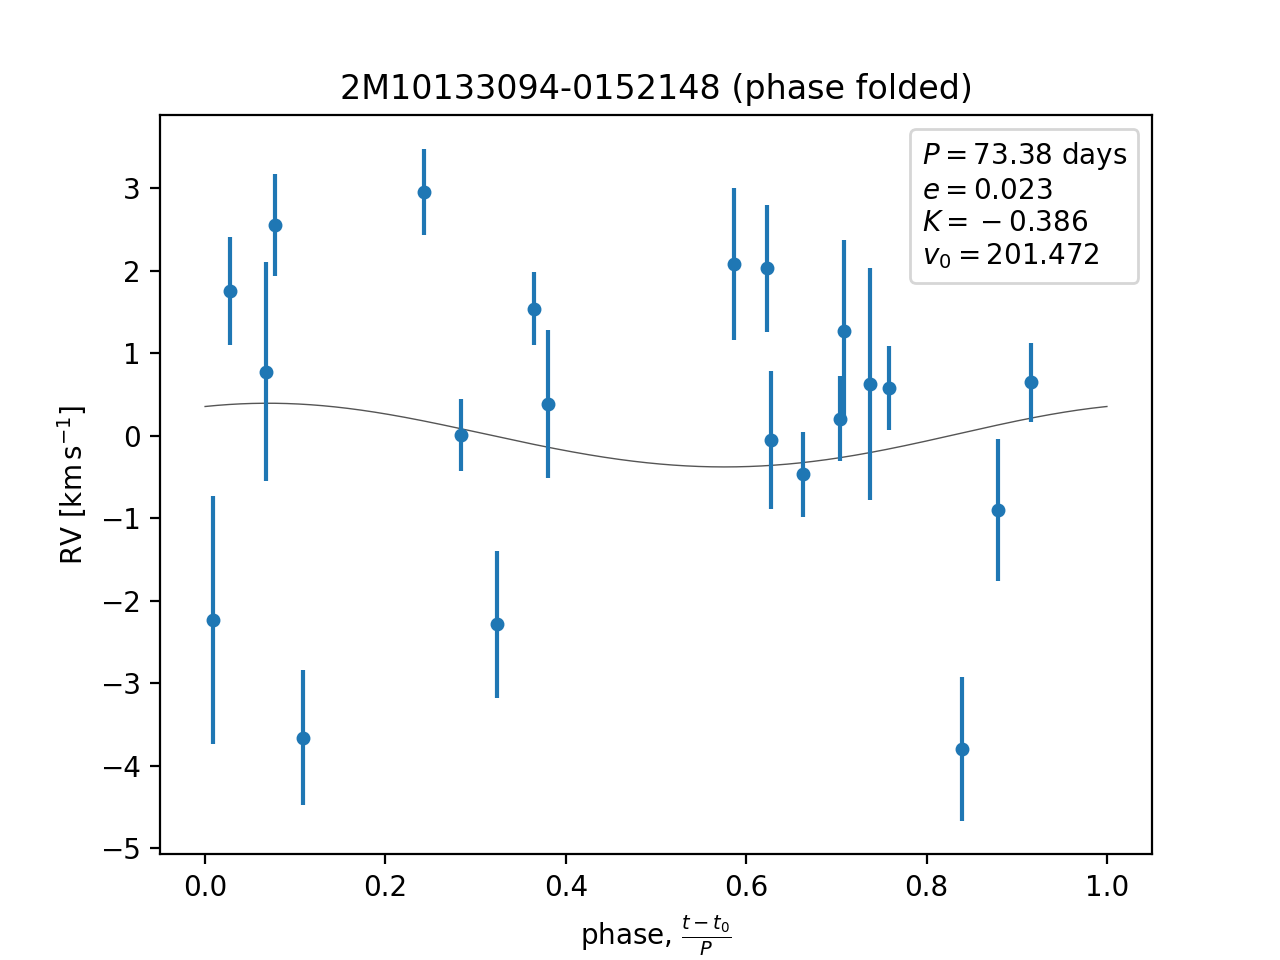 2M10133094-0152148 (phase folded)
P = 73.38 days
e = 0.023
K = −0.386
v₀ = 201.472
3
2
1
0
−1
−2
−3
−4
−5
RV [km s⁻¹]
0.0 0.2 0.4 0.6 0.8 1.0
phase, (t − t₀)/P